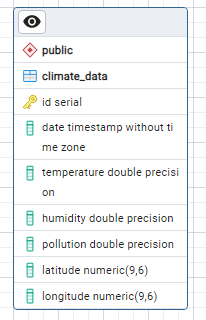 public
climate_data
id serial
date timestamp without ti
me zone
temperature double precisi
on
humidity double precision
pollution double precision
latitude numeric(9,6)
longitude numeric(9,6)